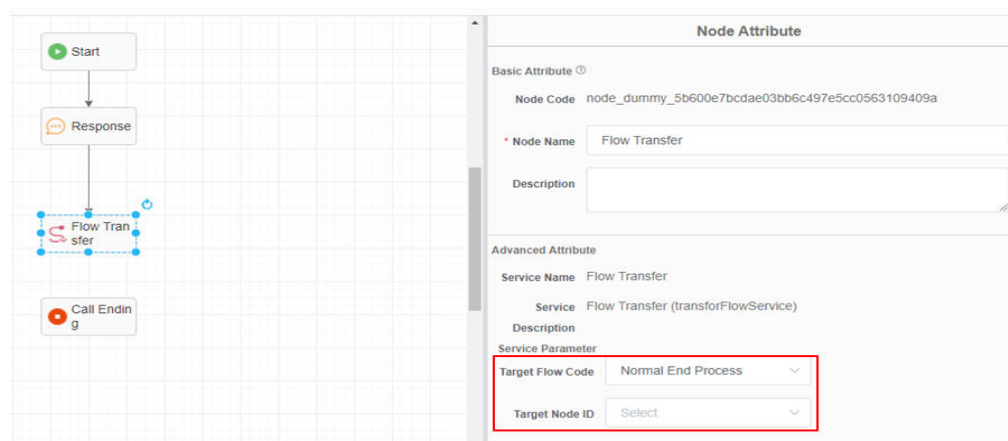 Start
Response
Flow Tran
sfer
Call Endin
g
Node Attribute
Basic Attribute
Node Code node_dummy_5b600e7bcdae03bb6c497e5cc0563109409a
* Node Name Flow Transfer
Description
Advanced Attribute
Service Name Flow Transfer
Service Flow Transfer (transforFlowService)
Description
Service Parameter
Target Flow Code Normal End Process
Target Node ID Select